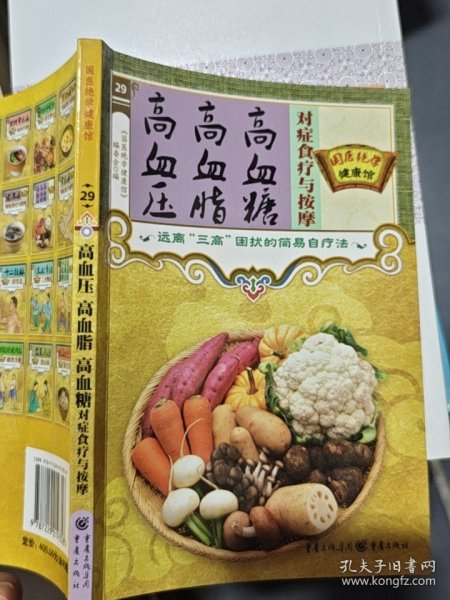 国医绝学健康馆
29
高血压 高血脂 高血糖对症食疗与按摩
重庆出版集团
重庆出版社
29
高血压
高血脂
高血糖
对症食疗与按摩
《国医绝学健康馆》
编委会◎编
国医绝学
健康馆
远离“三高”困扰的简易自疗法
重庆出版集团
重庆出版社
孔夫子旧书网
www.kongfz.com